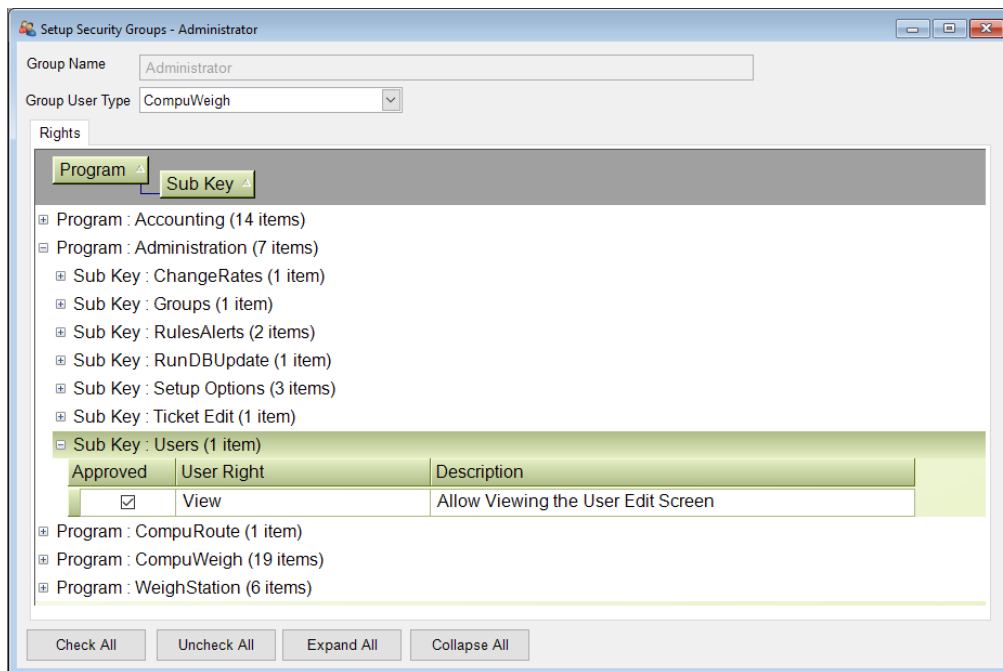 Setup Security Groups - Administrator
Group Name Administrator
Group User Type CompuWeigh
Rights
Program
Sub Key
Program : Accounting (14 items)
Program : Administration (7 items)
Sub Key : ChangeRates (1 item)
Sub Key : Groups (1 item)
Sub Key : RulesAlerts (2 items)
Sub Key : RunDBUpdate (1 item)
Sub Key : Setup Options (3 items)
Sub Key : Ticket Edit (1 item)
Sub Key : Users (1 item)
Approved User Right Description
View Allow Viewing the User Edit Screen
Program : CompuRoute (1 item)
Program : CompuWeigh (19 items)
Program : WeighStation (6 items)
Check All Uncheck All Expand All Collapse All